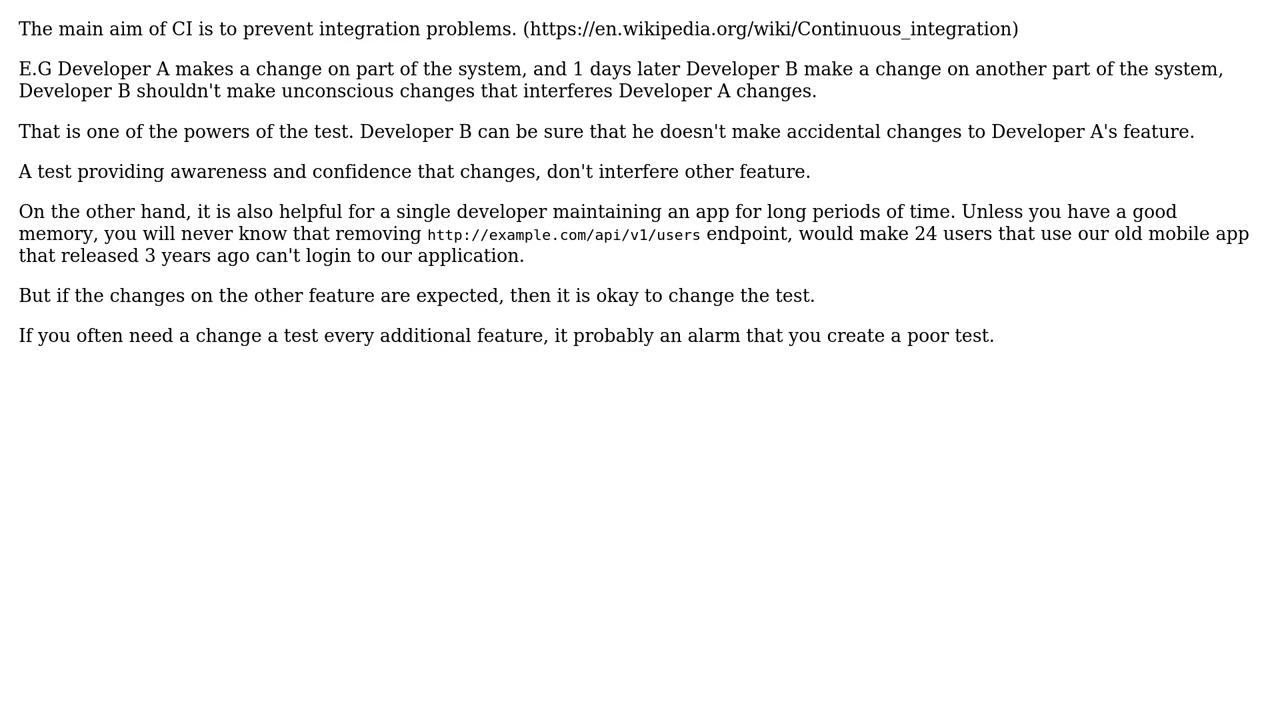 The main aim of CI is to prevent integration problems. (https://en.wikipedia.org/wiki/Continuous_integration)
E.G Developer A makes a change on part of the system, and 1 days later Developer B make a change on another part of the system,
Developer B shouldn't make unconscious changes that interferes Developer A changes.
That is one of the powers of the test. Developer B can be sure that he doesn't make accidental changes to Developer A's feature.
A test providing awareness and confidence that changes, don't interfere other feature.
On the other hand, it is also helpful for a single developer maintaining an app for long periods of time. Unless you have a good
memory, you will never know that removing http://example.com/api/v1/users endpoint, would make 24 users that use our old mobile app
that released 3 years ago can't login to our application.
But if the changes on the other feature are expected, then it is okay to change the test.
If you often need a change a test every additional feature, it probably an alarm that you create a poor test.